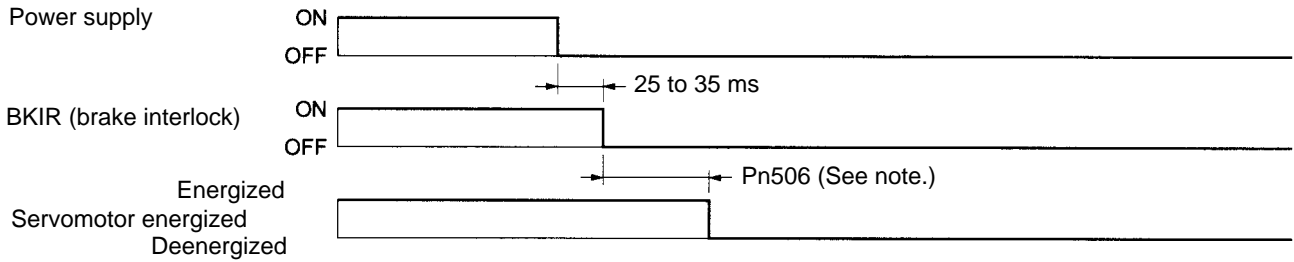 Power supply
ON
OFF
25 to 35 ms
BKIR (brake interlock)
ON
OFF
Pn506 (See note.)
Energized
Servomotor energized
Deenergized